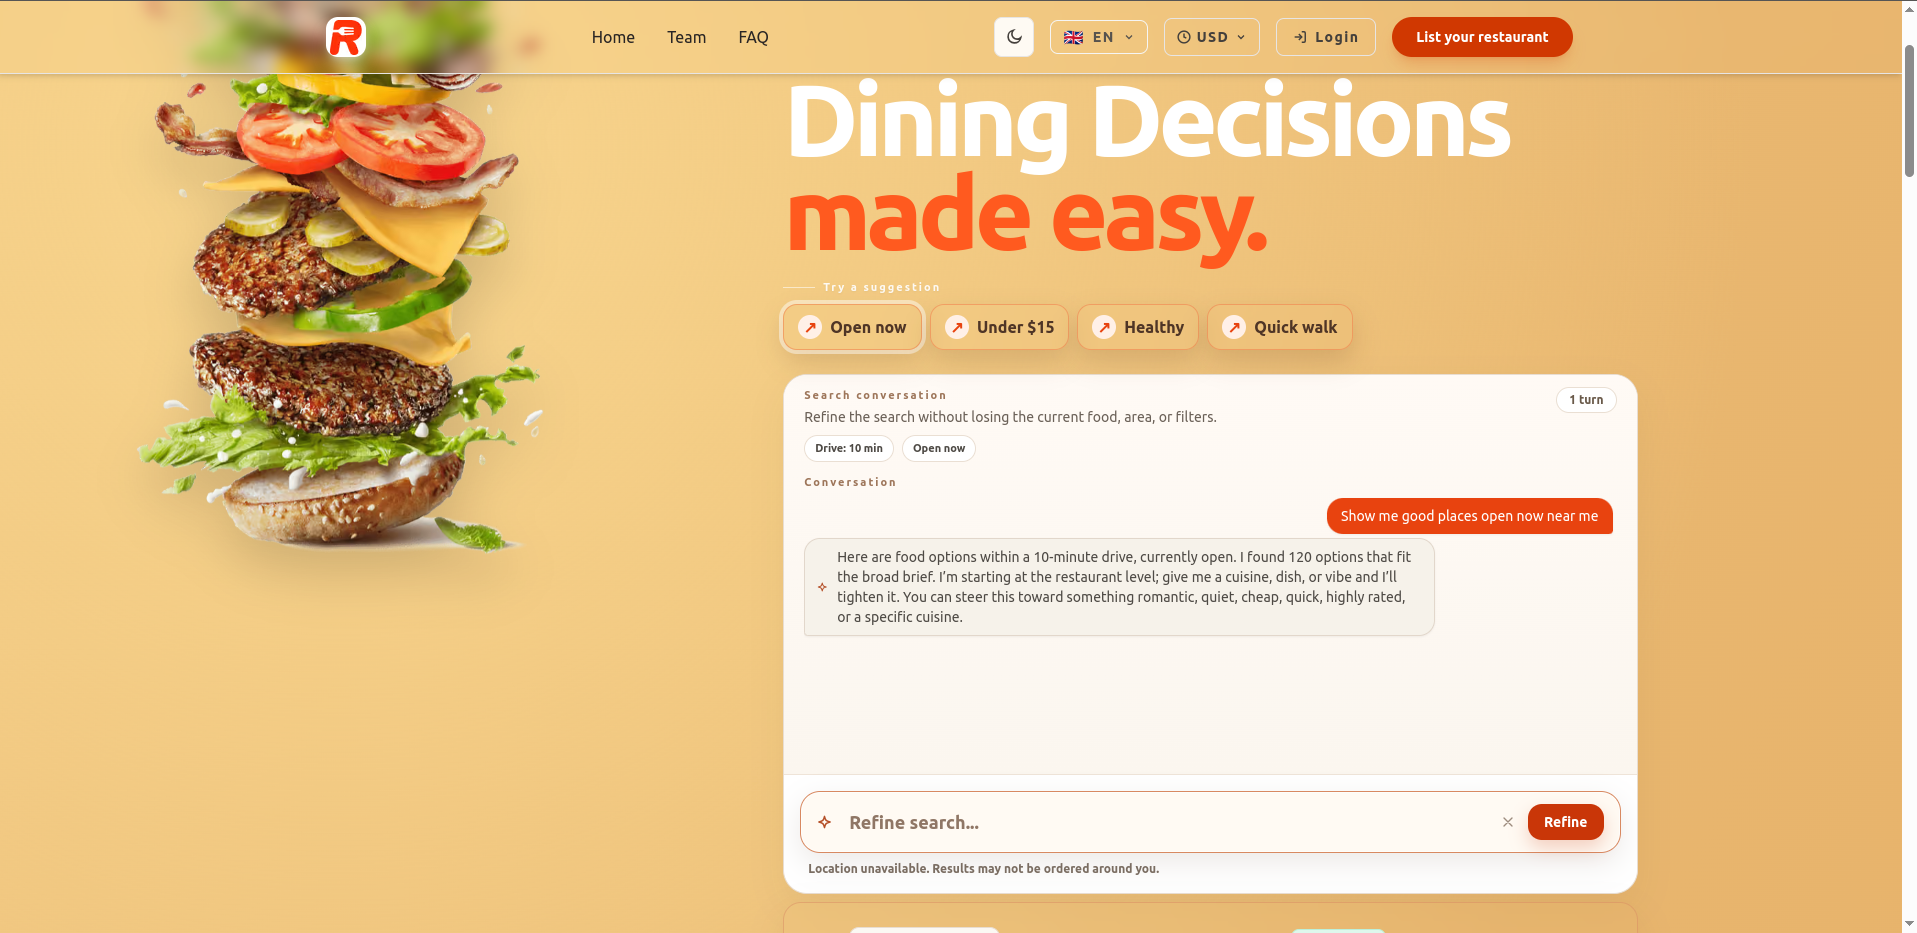 Home Team FAQ EN USD Login List your restaurant
Dining Decisions
made easy.
Try a suggestion
Open now Under $15 Healthy Quick walk
Search conversation
1 turn
Refine the search without losing the current food, area, or filters.
Drive: 10 min Open now
Conversation
Show me good places open now near me
Here are food options within a 10-minute drive, currently open. I found 120 options that fit
the broad brief. I’m starting at the restaurant level; give me a cuisine, dish, or vibe and I’ll
tighten it. You can steer this toward something romantic, quiet, cheap, quick, highly rated,
or a specific cuisine.
Refine search...
Refine
Location unavailable. Results may not be ordered around you.